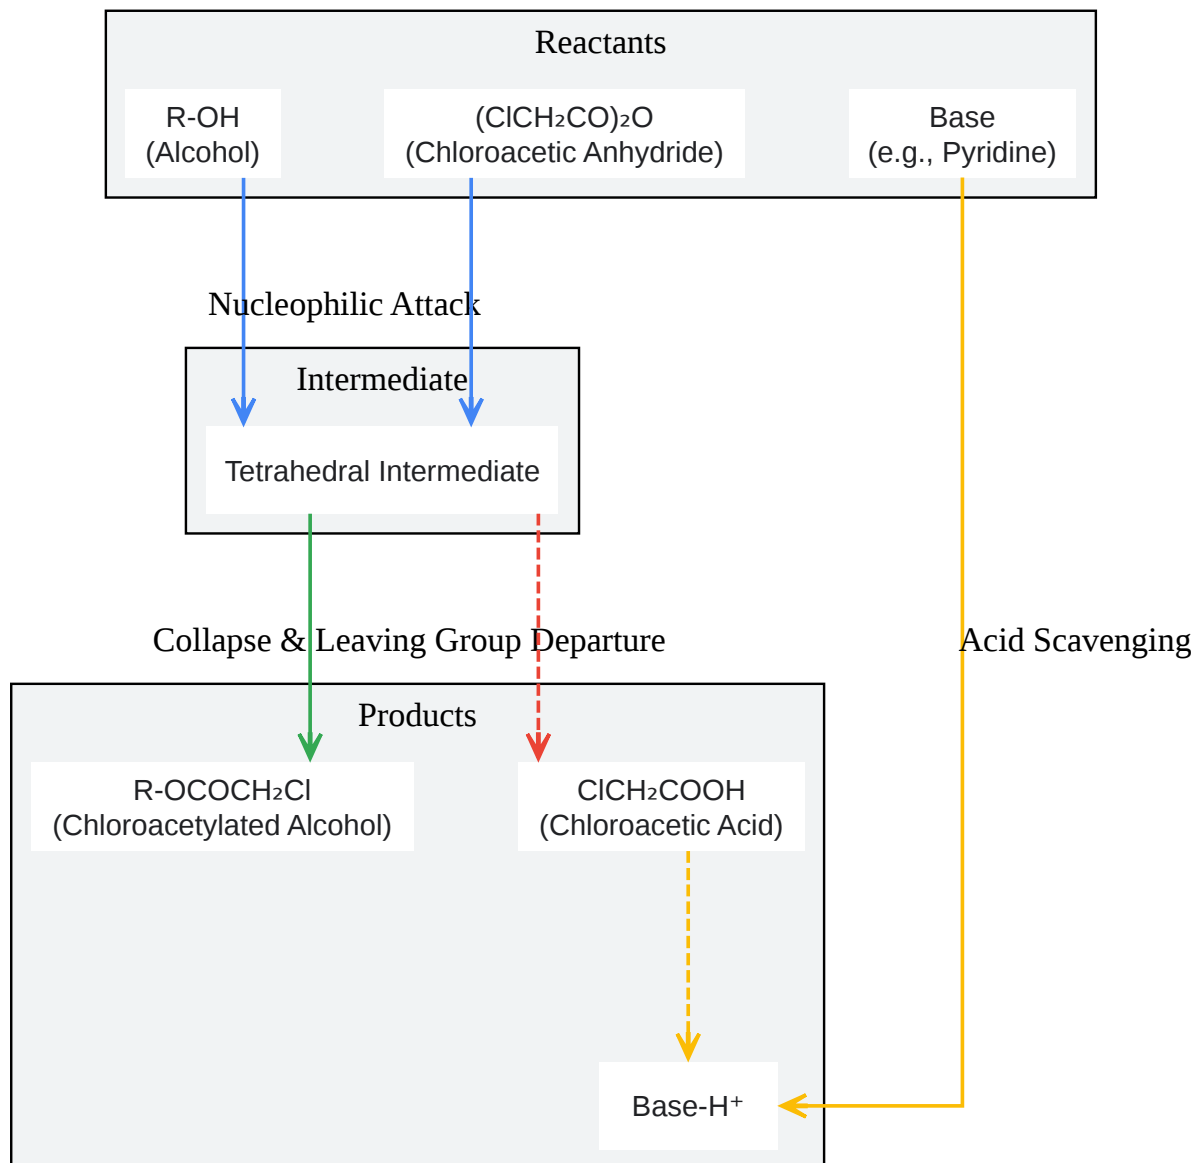 Reactants
R-OH
(Alcohol)
(ClCH₂CO)₂O
(Chloroacetic Anhydride)
Base
(e.g., Pyridine)
Nucleophilic Attack
Intermediate
Tetrahedral Intermediate
Collapse & Leaving Group Departure
Acid Scavenging
Products
R-OCOCH₂Cl
(Chloroacetylated Alcohol)
ClCH₂COOH
(Chloroacetic Acid)
Base-H⁺